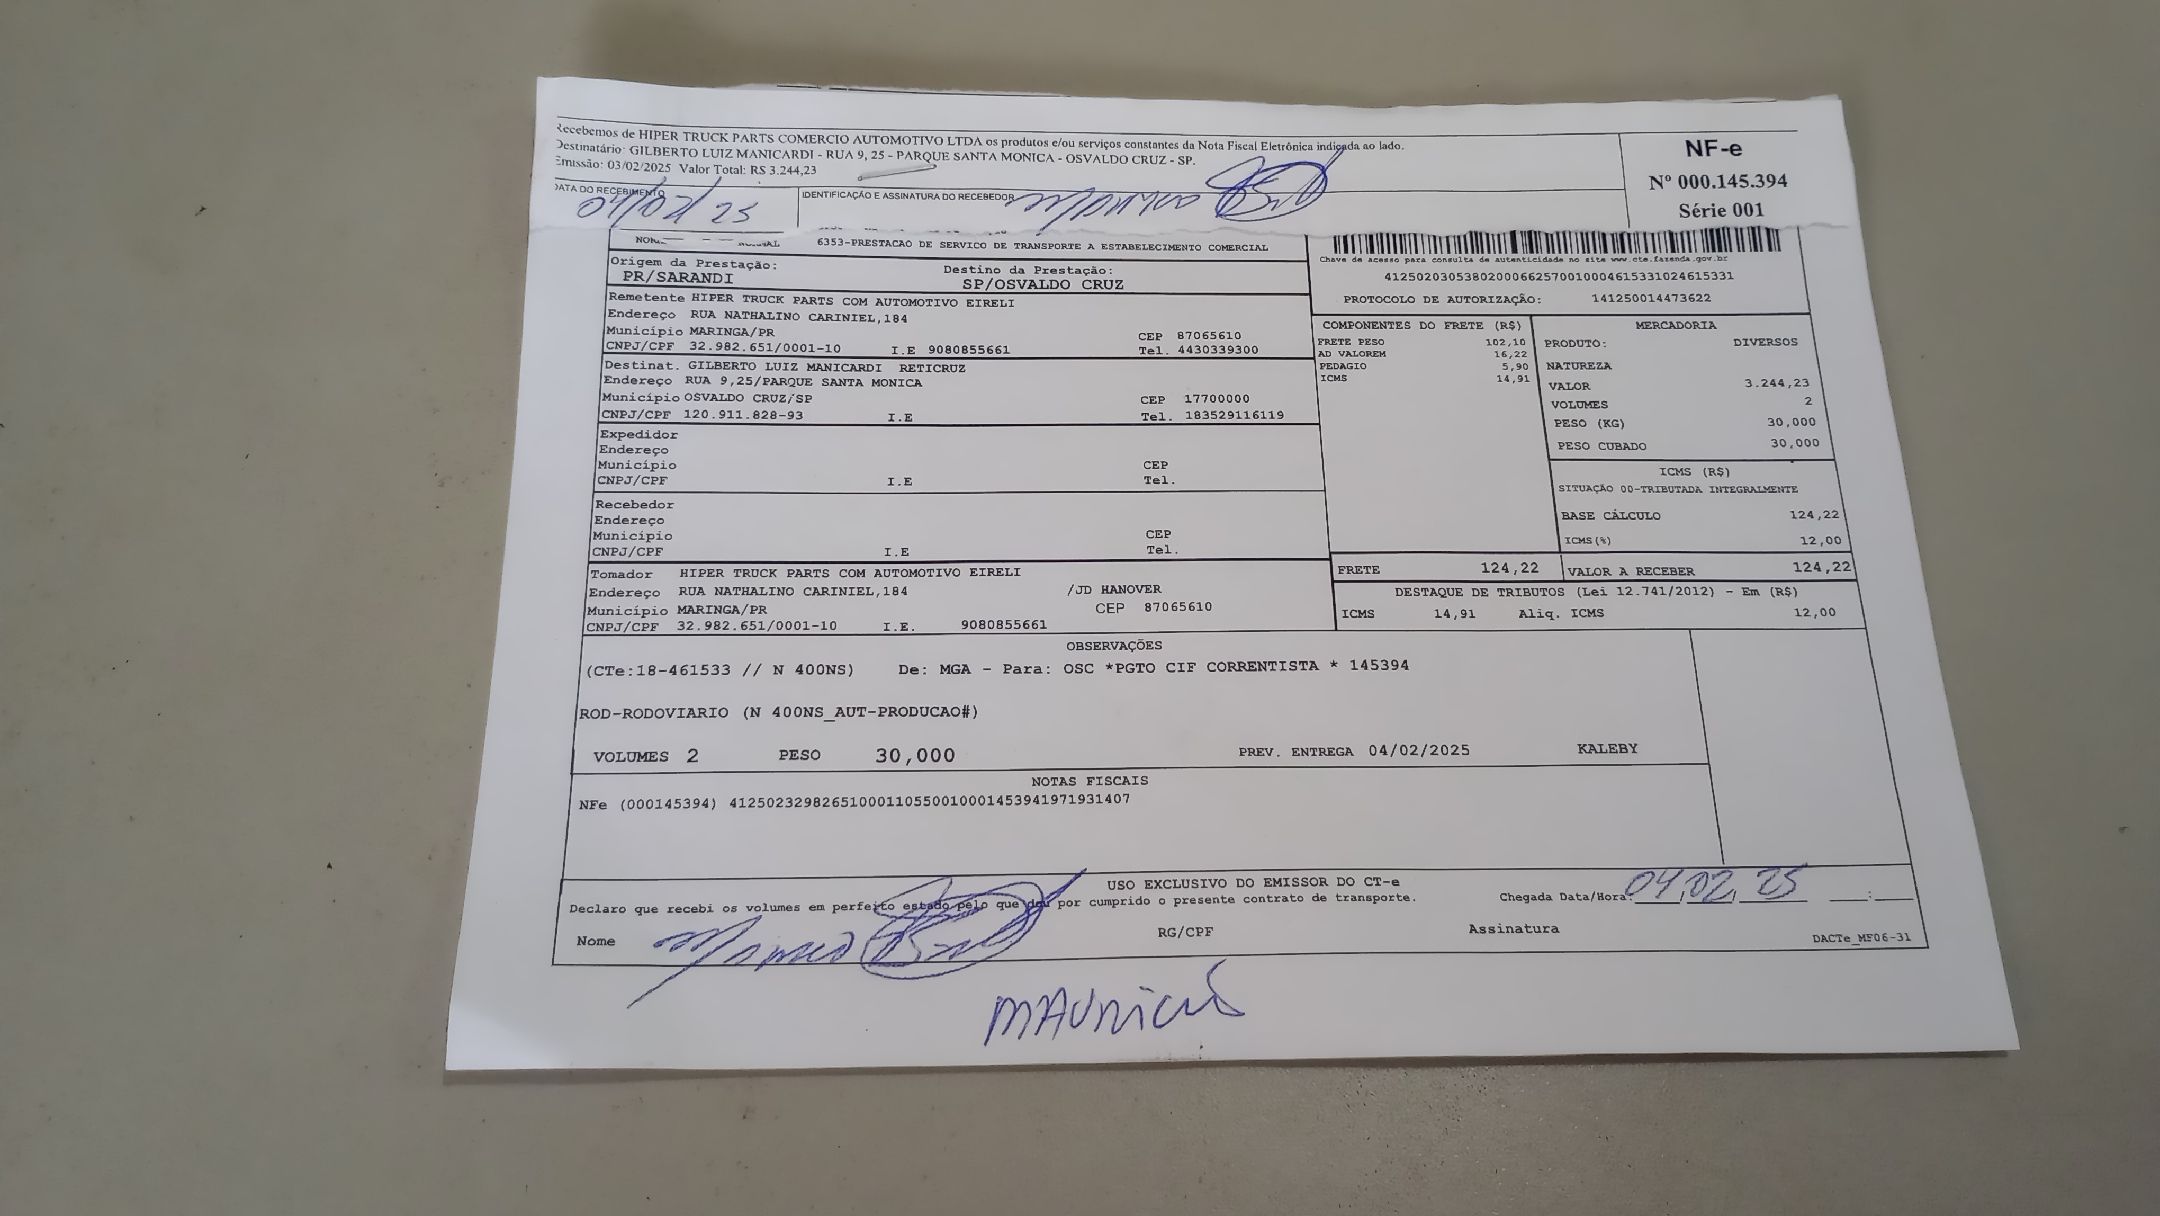 Recebemos de HIPER TRUCK PARTS COMERCIO AUTOMOTIVO LTDA os produtos e/ou serviços constantes da Nota Fiscal Eletrônica indicada ao lado.
Destinatário: GILBERTO LUIZ MANICARDI - RUA 9, 25 - PARQUE SANTA MONICA - OSVALDO CRUZ - SP.
Emissão: 03/02/2025 Valor Total: R$ 3.244,23
NF-e
Nº 000.145.394
Série 001
DATA DO RECEBIMENTO
IDENTIFICAÇÃO E ASSINATURA DO RECEBEDOR
6353-PRESTACAO DE SERVICO DE TRANSPORTE A ESTABELECIMENTO COMERCIAL
Chave de acesso para consulta de autenticidade no site www.cte.fazenda.gov.br
41250203053802000662570010004615331024615331
PROTOCOLO DE AUTORIZAÇÃO: 141250014473622
Origem da Prestação: Destino da Prestação:
PR/SARANDI SP/OSVALDO CRUZ
Remetente HIPER TRUCK PARTS COM AUTOMOTIVO EIRELI
Endereço RUA NATHALINO CARINIEL,184
Município MARINGA/PR CEP 87065610
CNPJ/CPF 32.982.651/0001-10 I.E 9080855661 Tel. 4430339300
Destinat. GILBERTO LUIZ MANICARDI RETICRUZ
Endereço RUA 9,25/PARQUE SANTA MONICA
Município OSVALDO CRUZ/SP CEP 17700000
CNPJ/CPF 120.911.828-93 I.E Tel. 183529116119
Expedidor
Endereço
Município CEP
CNPJ/CPF I.E Tel.
Recebedor
Endereço
Município CEP
CNPJ/CPF I.E Tel.
Tomador HIPER TRUCK PARTS COM AUTOMOTIVO EIRELI
Endereço RUA NATHALINO CARINIEL,184 /JD HANOVER
Município MARINGA/PR CEP 87065610
CNPJ/CPF 32.982.651/0001-10 I.E. 9080855661
COMPONENTES DO FRETE (R$)
FRETE PESO 102,10
AD VALOREM 16,22
PEDAGIO 5,90
ICMS 14,91
MERCADORIA
PRODUTO: DIVERSOS
NATUREZA
VALOR 3.244,23
VOLUMES 2
PESO (KG) 30,000
PESO CUBADO 30,000
ICMS (R$)
SITUAÇÃO 00-TRIBUTADA INTEGRALMENTE
BASE CÁLCULO 124,22
ICMS(%) 12,00
FRETE 124,22 VALOR A RECEBER 124,22
DESTAQUE DE TRIBUTOS (Lei 12.741/2012) - Em (R$)
ICMS 14,91 Aliq. ICMS 12,00
OBSERVAÇÕES
(CTe:18-461533 // N 400NS) De: MGA - Para: OSC *PGTO CIF CORRENTISTA * 145394
ROD-RODOVIARIO (N 400NS_AUT-PRODUCAO#)
VOLUMES 2 PESO 30,000 PREV. ENTREGA 04/02/2025 KALEBY
NOTAS FISCAIS
NFe (000145394) 41250232982651000110550010001453941971931407
USO EXCLUSIVO DO EMISSOR DO CT-e
Declaro que recebi os volumes em perfeito estado pelo que dou por cumprido o presente contrato de transporte.
Chegada Data/Hora: 04/02/25 :
Nome RG/CPF Assinatura
DACTe_MF06-31
MAURICIO